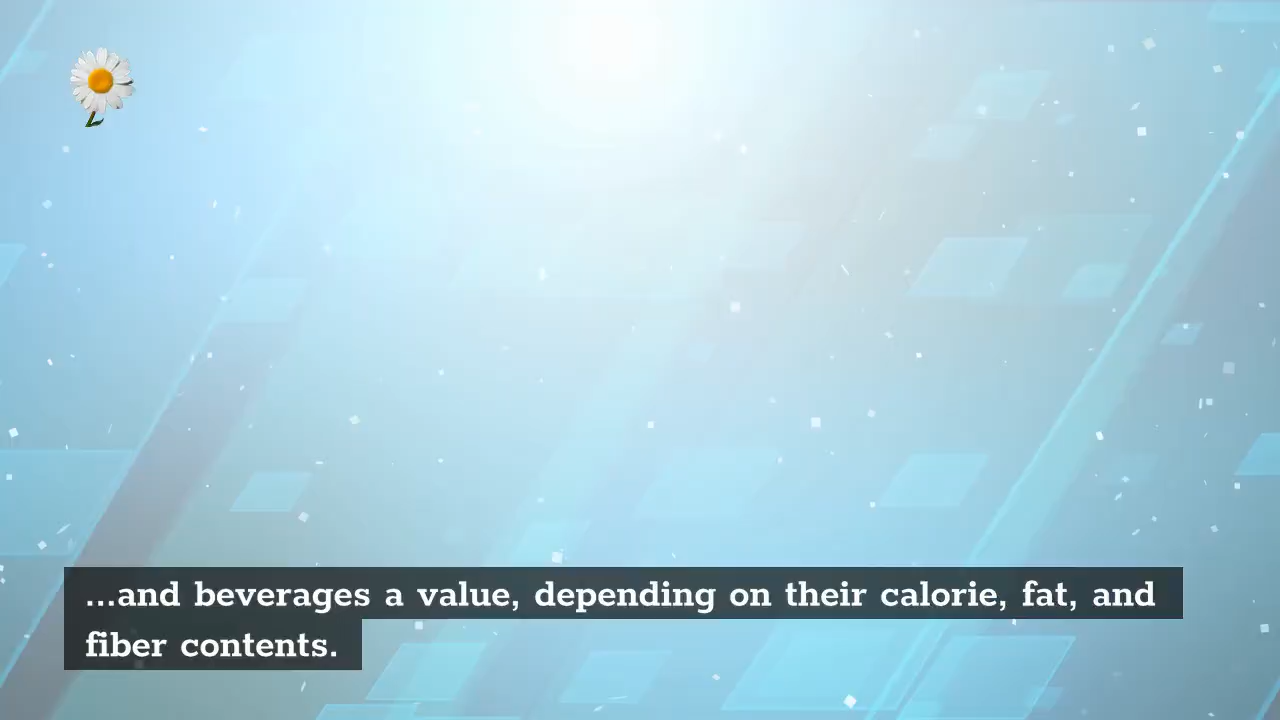 ...and beverages a value, depending on their calorie, fat, and
fiber contents.